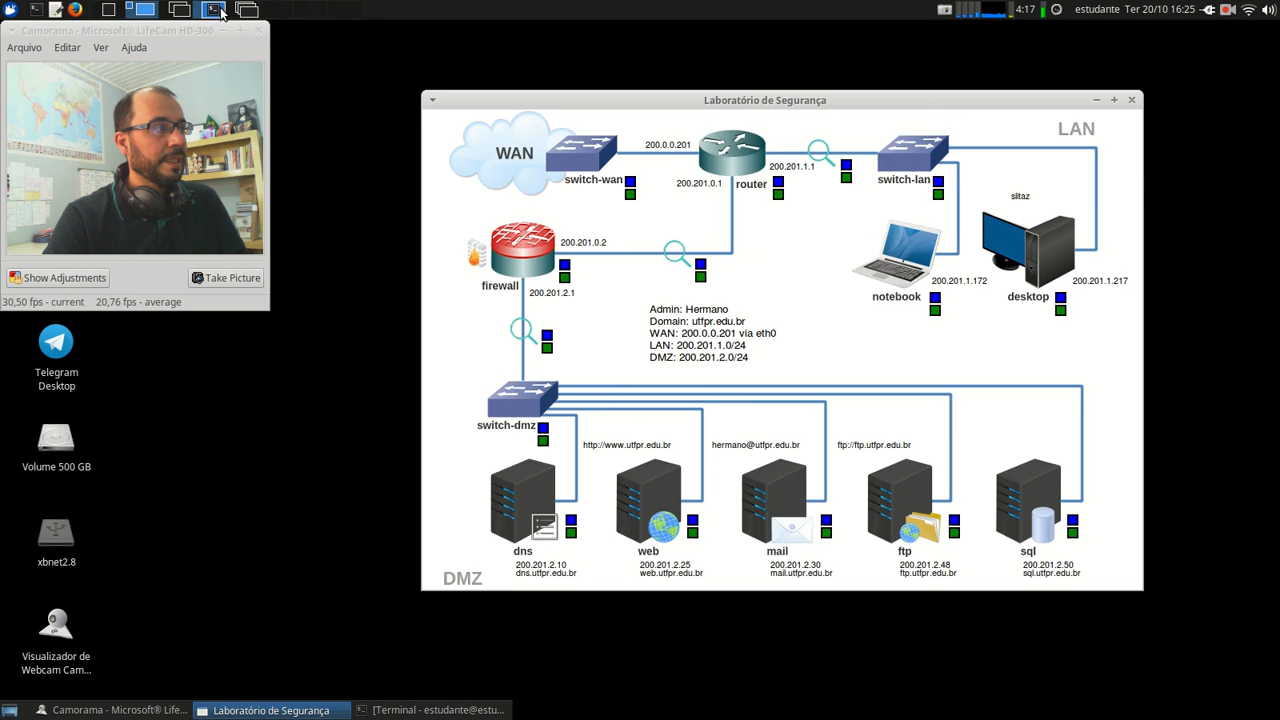 4:17
estudante
Ter 20/10 16:25
Camorama - Microsoft® LifeCam HD-300
Arquivo Editar Ver Ajuda
Show Adjustments
Take Picture
30,50 fps - current 20,76 fps - average
Telegram
Desktop
Volume 500 GB
xbnet2.8
Visualizador de
Webcam Cam...
Laboratório de Segurança
LAN
WAN
switch-wan
200.0.0.201
200.201.0.1
router
200.201.1.1
switch-lan
slitaz
firewall
200.201.0.2
200.201.2.1
notebook
200.201.1.172
desktop
200.201.1.217
Admin: Hermano
Domain: utfpr.edu.br
WAN: 200.0.0.201 via eth0
LAN: 200.201.1.0/24
DMZ: 200.201.2.0/24
switch-dmz
http://www.utfpr.edu.br
hermano@utfpr.edu.br
ftp://ftp.utfpr.edu.br
dns
200.201.2.10
dns.utfpr.edu.br
web
200.201.2.25
web.utfpr.edu.br
mail
200.201.2.30
mail.utfpr.edu.br
ftp
200.201.2.48
ftp.utfpr.edu.br
sql
200.201.2.50
sql.utfpr.edu.br
DMZ
Camorama - Microsoft® Life...
Laboratório de Segurança
[Terminal - estudante@estu...